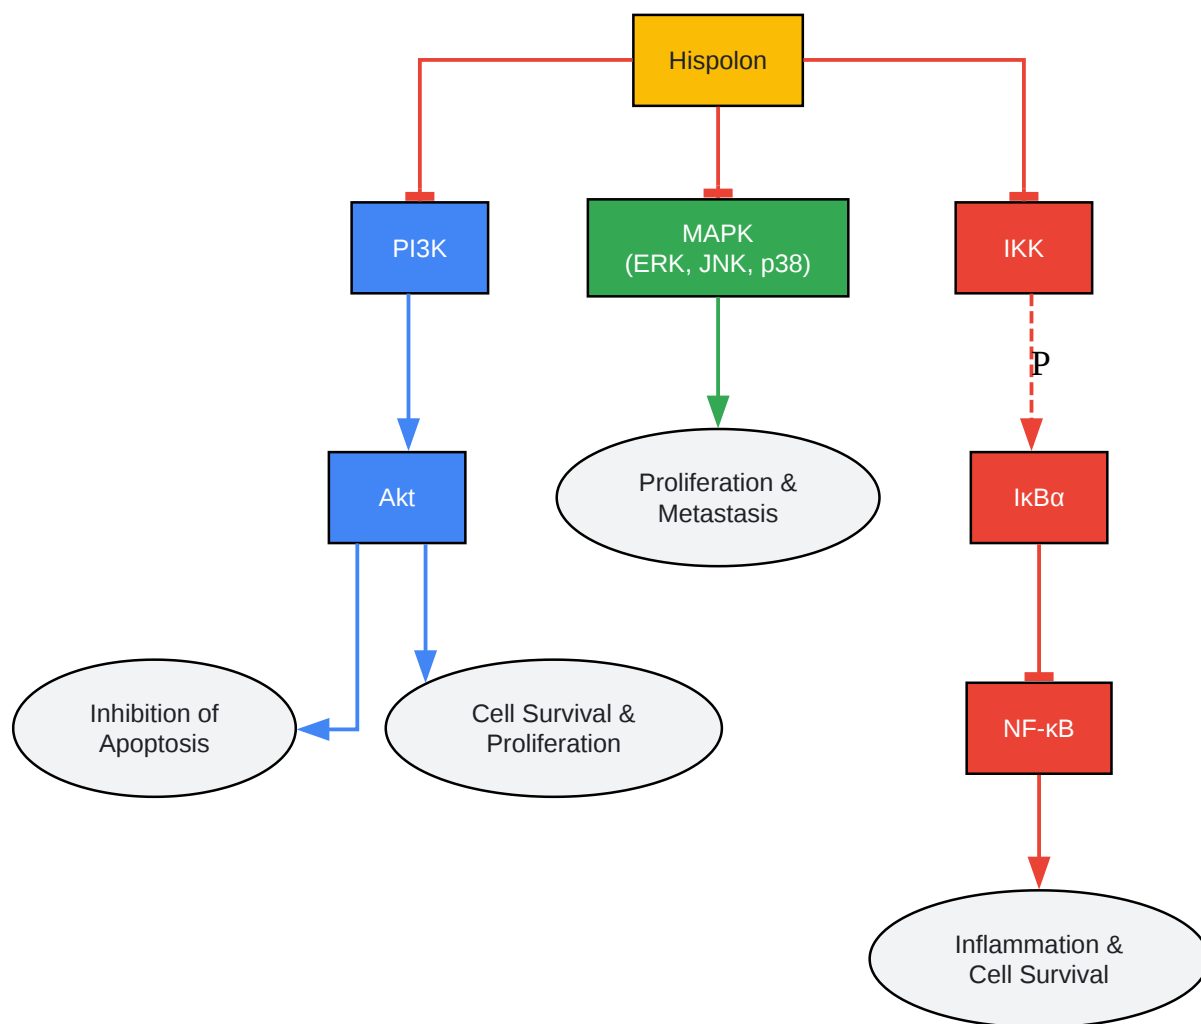 Hispolon
PI3K
MAPK
(ERK, JNK, p38)
IKK
P
Akt
Proliferation &
Metastasis
IκBα
Inhibition of
Apoptosis
Cell Survival &
Proliferation
NF-κB
Inflammation &
Cell Survival